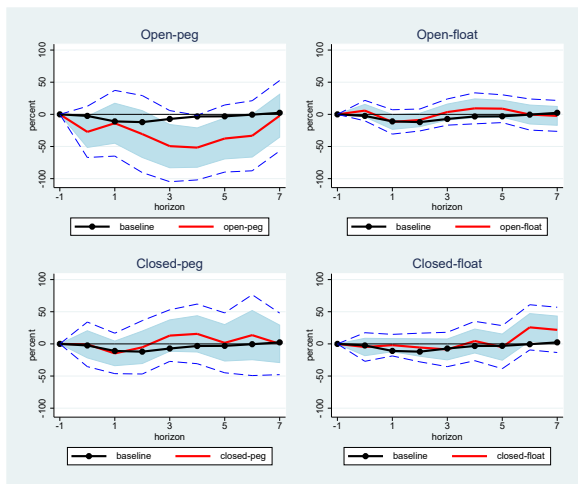 Open-peg
Open-float
100
50
0
-50
-100
percent
-1
1
3
5
7
horizon
baseline
open-peg
100
50
0
-50
-100
percent
-1
1
3
5
7
horizon
baseline
open-float
Closed-peg
Closed-float
100
50
0
-50
-100
percent
-1
1
3
5
7
horizon
baseline
closed-peg
100
50
0
-50
-100
percent
-1
1
3
5
7
horizon
baseline
closed-float